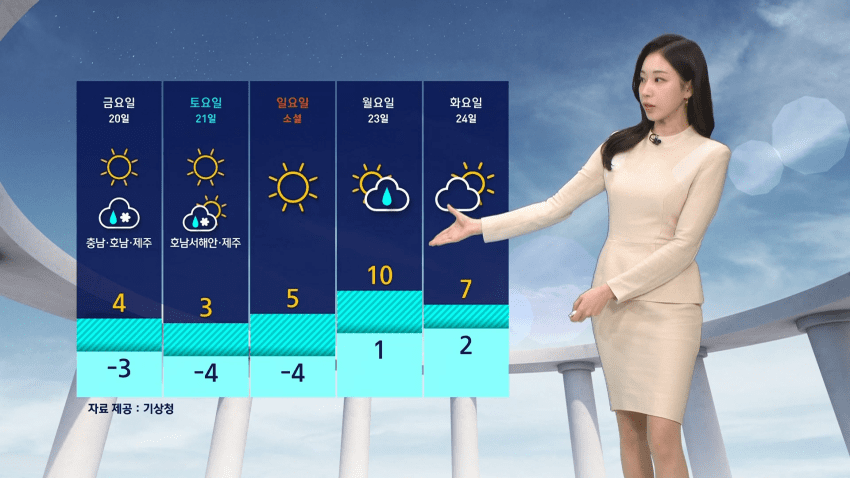 금요일 토요일 일요일 월요일 화요일
20일 21일 소설 23일 24일
충남·호남·제주 호남서해안·제주
4 3 5 10 7
-3 -4 -4 1 2
자료 제공 : 기상청